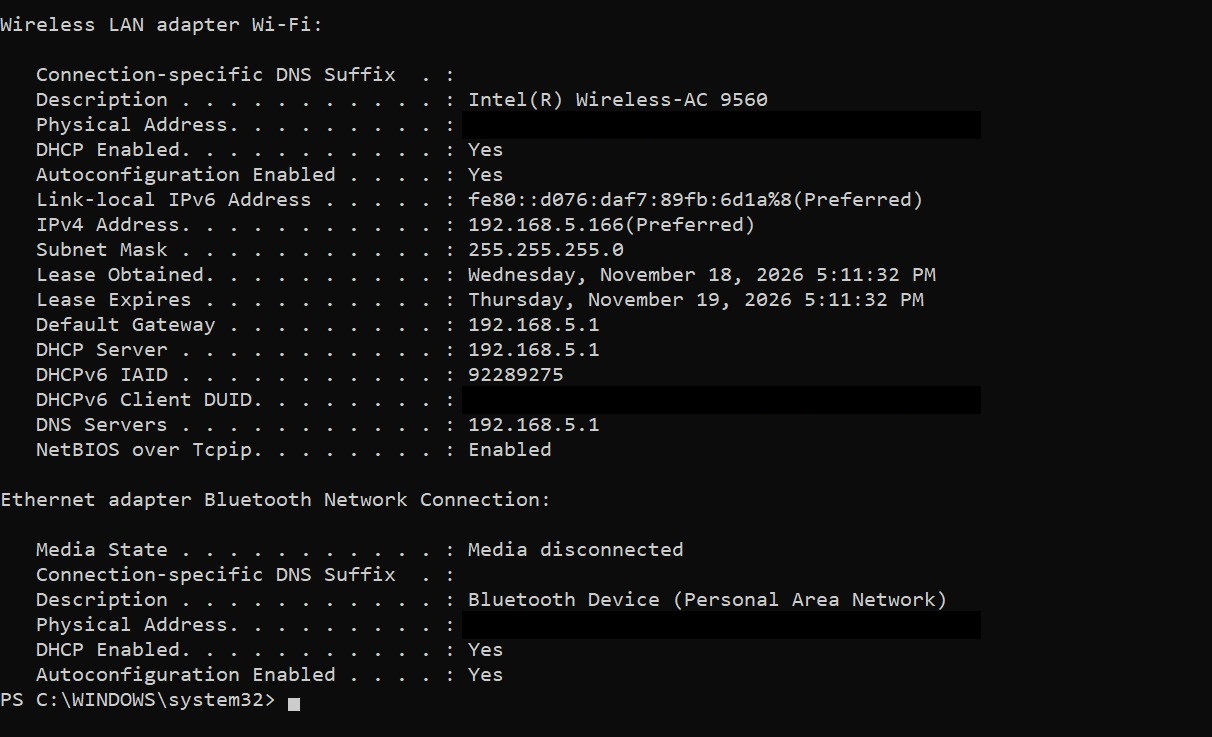 Wireless LAN adapter Wi-Fi:
   Connection-specific DNS Suffix  . :
   Description . . . . . . . . . . . : Intel(R) Wireless-AC 9560
   Physical Address. . . . . . . . . :
   DHCP Enabled. . . . . . . . . . . : Yes
   Autoconfiguration Enabled . . . . : Yes
   Link-local IPv6 Address . . . . . : fe80::d076:daf7:89fb:6d1a%8(Preferred)
   IPv4 Address. . . . . . . . . . . : 192.168.5.166(Preferred)
   Subnet Mask . . . . . . . . . . . : 255.255.255.0
   Lease Obtained. . . . . . . . . . : Wednesday, November 18, 2026 5:11:32 PM
   Lease Expires . . . . . . . . . . : Thursday, November 19, 2026 5:11:32 PM
   Default Gateway . . . . . . . . . : 192.168.5.1
   DHCP Server . . . . . . . . . . . : 192.168.5.1
   DHCPv6 IAID . . . . . . . . . . . : 92289275
   DHCPv6 Client DUID. . . . . . . . :
   DNS Servers . . . . . . . . . . . : 192.168.5.1
   NetBIOS over Tcpip. . . . . . . . : Enabled
Ethernet adapter Bluetooth Network Connection:
   Media State . . . . . . . . . . . : Media disconnected
   Connection-specific DNS Suffix  . :
   Description . . . . . . . . . . . : Bluetooth Device (Personal Area Network)
   Physical Address. . . . . . . . . :
   DHCP Enabled. . . . . . . . . . . : Yes
   Autoconfiguration Enabled . . . . : Yes
PS C:\WINDOWS\system32>